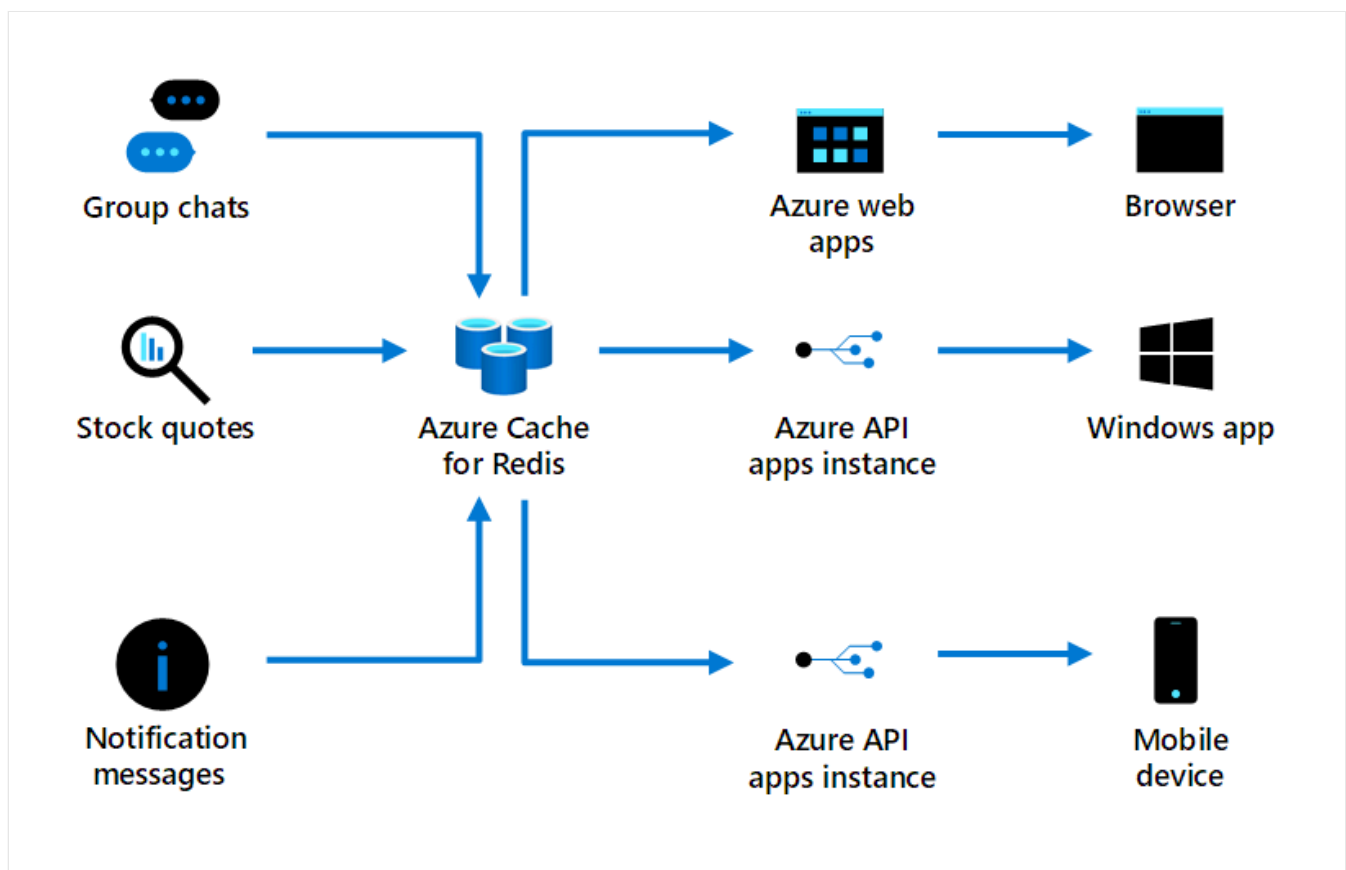 Group chats
Azure web
apps
Browser
Stock quotes
Azure Cache
for Redis
Azure API
apps instance
Windows app
Notification
messages
Azure API
apps instance
Mobile
device